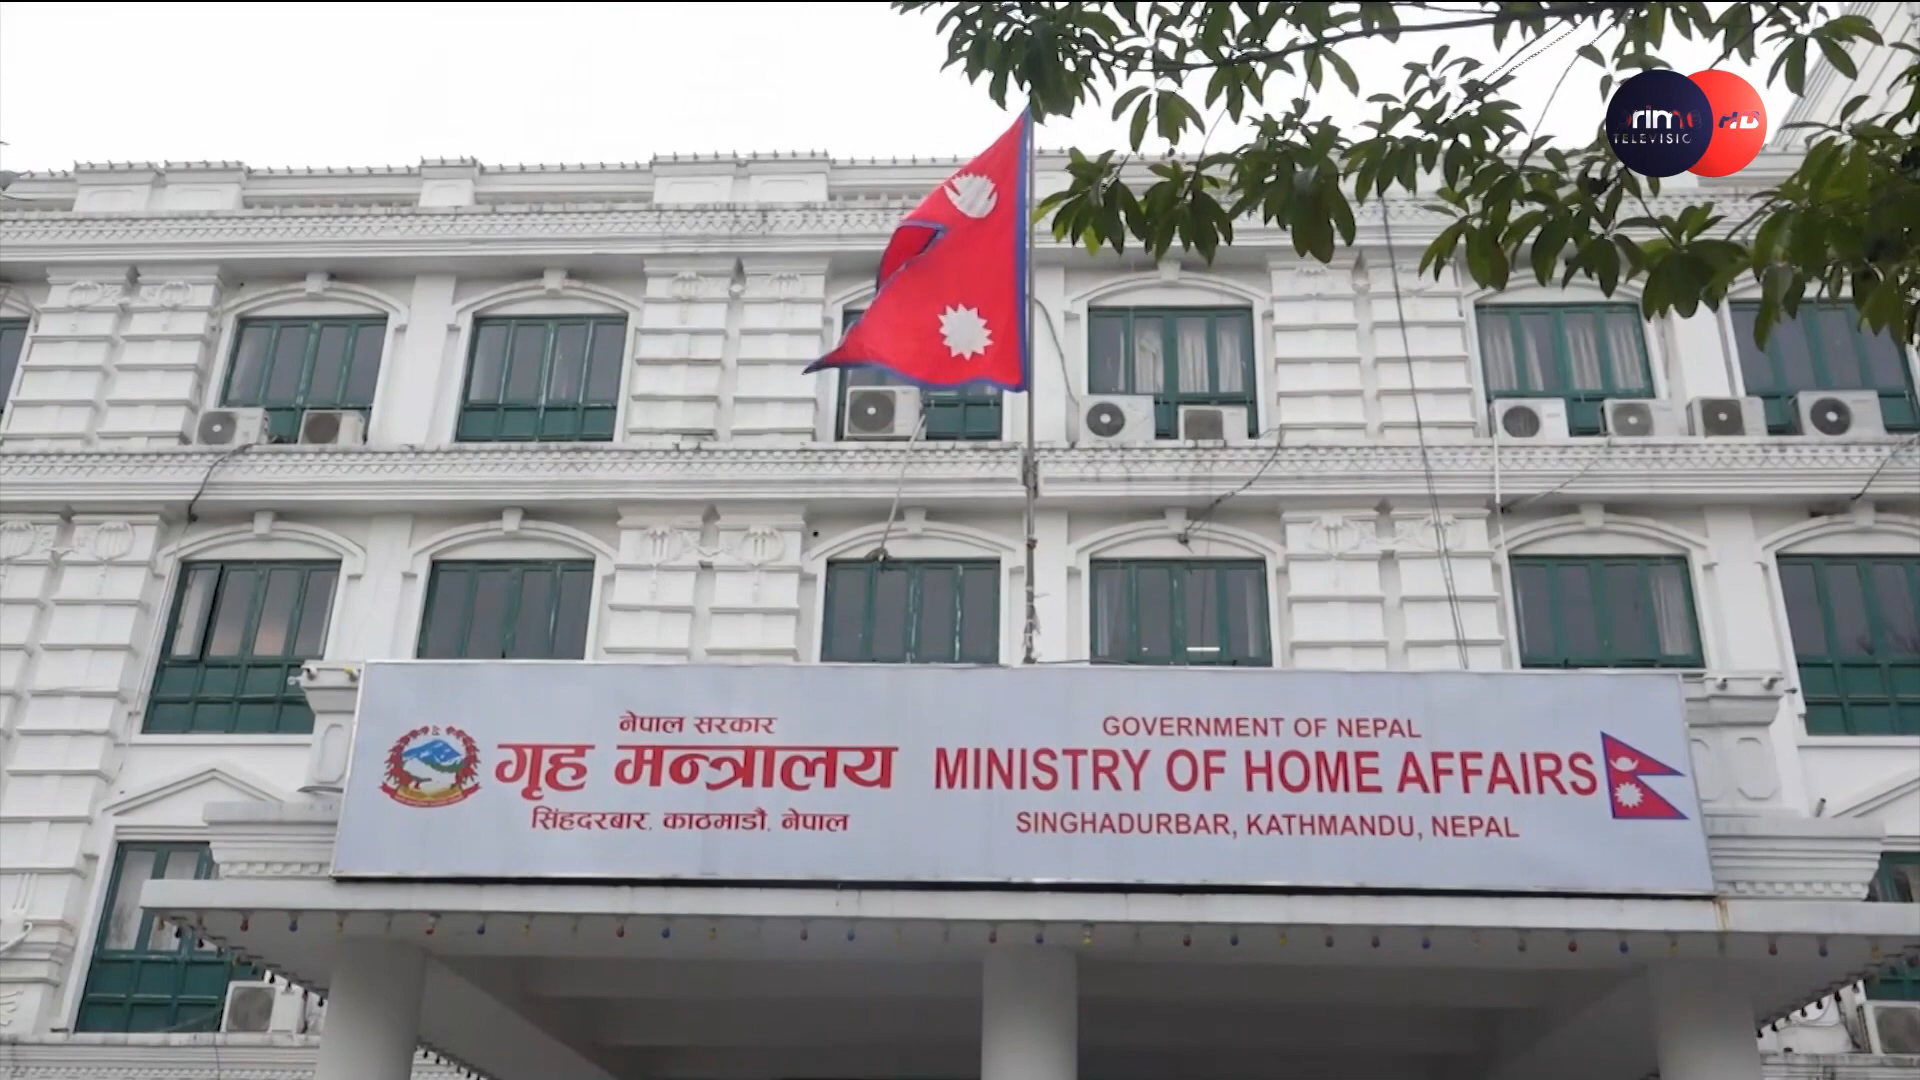 नेपाल सरकार
गृह मन्त्रालय
सिंहदरबार, काठमाडौं, नेपाल
GOVERNMENT OF NEPAL
MINISTRY OF HOME AFFAIRS
SINGHADURBAR, KATHMANDU, NEPAL
HD